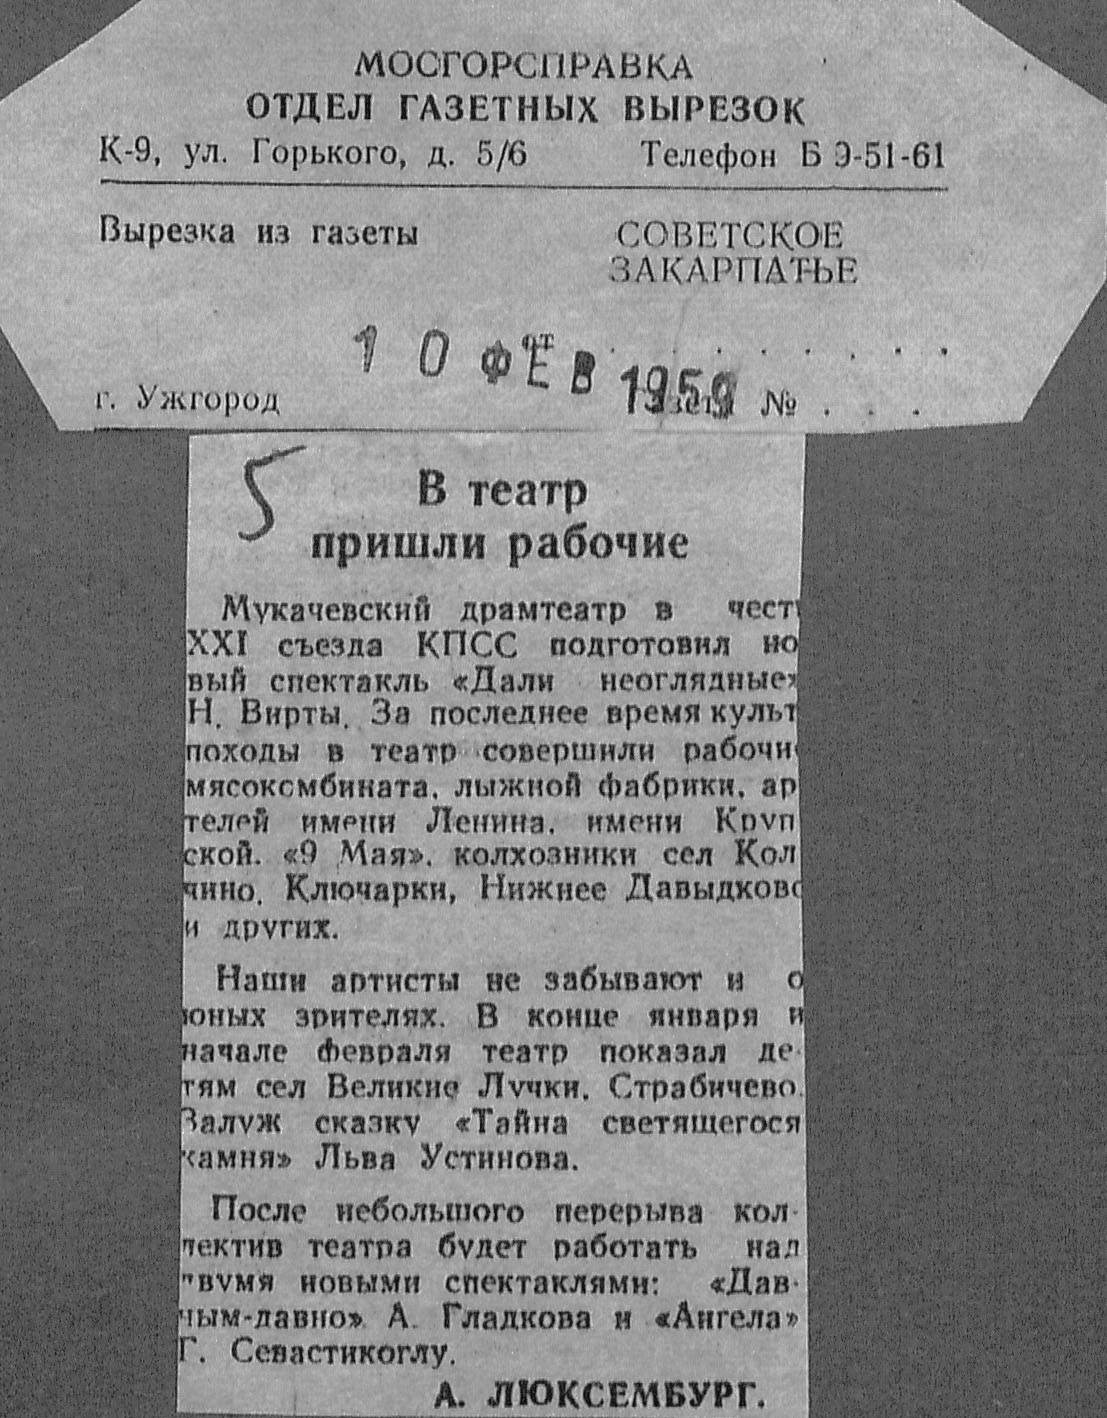 МОСГОРСПРАВКА
ОТДЕЛ ГАЗЕТНЫХ ВЫРЕЗОК
К-9, ул. Горького, д. 5/6 Телефон Б 9-51-61
Вырезка из газеты СОВЕТСКОЕ
ЗАКАРПАТЬЕ
от . . . . . . . . .
10 ФЕВ 1959
г. Ужгород № . . .
5
В театр
пришли рабочие
Мукачевский драмтеатр в чест
XXI съезда КПСС подготовил но
вый спектакль «Дали неоглядные»
Н. Вирты. За последнее время культ
походы в театр совершили рабочи
мясокомбината, лыжной фабрики, ар
телей имени Ленина, имени Круп
ской, «9 Мая», колхозники сел Кол
чино, Ключарки, Нижнее Давыдково
и других.
Наши артисты не забывают и о
юных зрителях. В конце января и
начале февраля театр показал де-
тям сел Великие Лучки, Страбичево,
Залуж сказку «Тайна светящегося
камня» Льва Устинова.
После небольшого перерыва кол-
лектив театра будет работать над
двумя новыми спектаклями: «Дав-
ным-давно» А. Гладкова и «Ангела»
Г. Севастикоглу.
А. ЛЮКСЕМБУРГ.